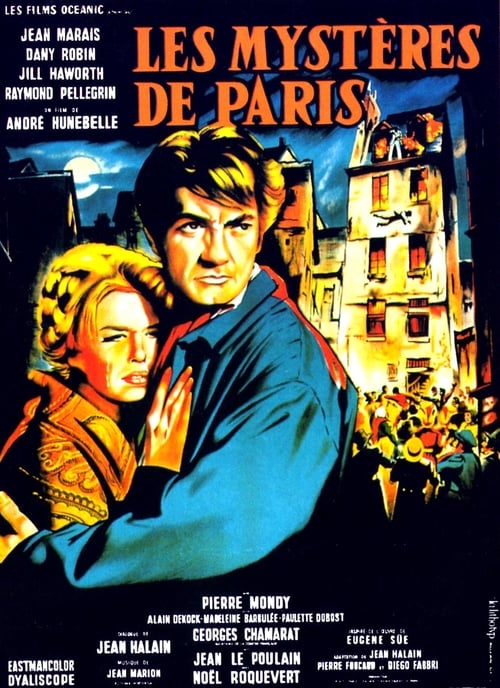 LES FILMS OCEANIC
JEAN MARAIS
DANY ROBIN
JILL HAWORTH
RAYMOND PELLEGRIN
UN FILM DE
ANDRÉ HUNEBELLE
LES MYSTÈRES
DE PARIS
PIERRE MONDY
ALAIN DEKOCK-MADELEINE BARBULÉE-PAULETTE DUBOST
GEORGES CHAMARAT
JEAN LE POULAIN
NOËL ROQUEVERT
DIALOGUE DE
JEAN HALAIN
MUSIQUE DE
JEAN MARION
EASTMANCOLOR
DYALISCOPE
INSPIRÉ DE L'ŒUVRE DE
EUGENE SÜE
ADAPTATION DE JEAN HALAIN
PIERRE FOUCAUD ET DIEGO FABBRI